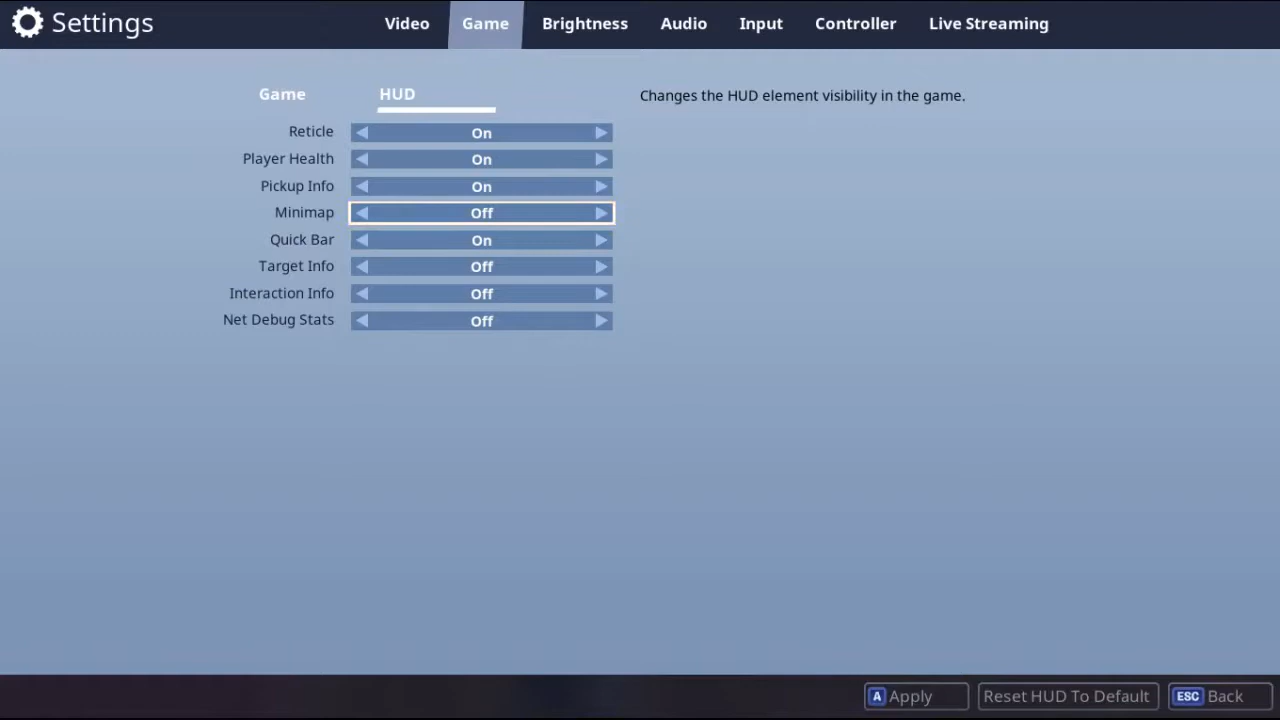 Settings
Video Game Brightness Audio Input Controller Live Streaming
Game HUD
Changes the HUD element visibility in the game.
Reticle On
Player Health On
Pickup Info On
Minimap Off
Quick Bar On
Target Info Off
Interaction Info Off
Net Debug Stats Off
A Apply Reset HUD To Default ESC Back